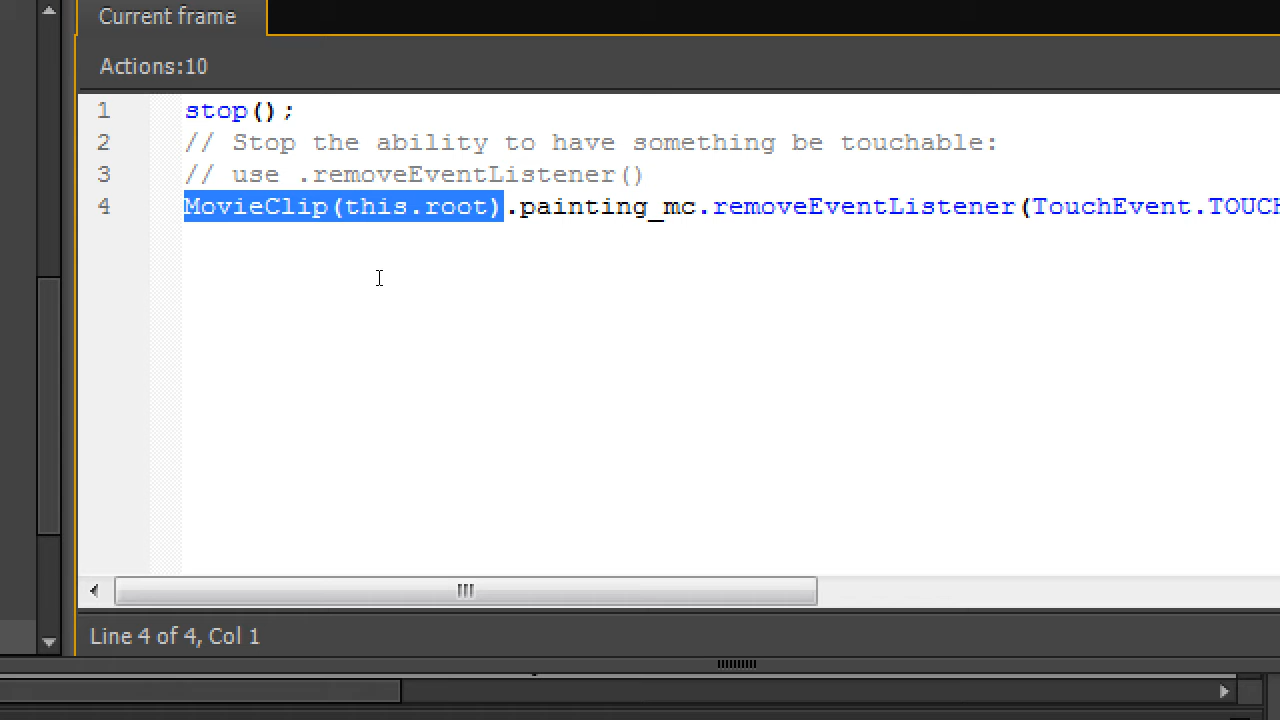 Current frame
Actions:10
1 stop();
2 // Stop the ability to have something be touchable:
3 // use .removeEventListener()
4 MovieClip(this.root).painting_mc.removeEventListener(TouchEvent.TOUCH
Line 4 of 4, Col 1